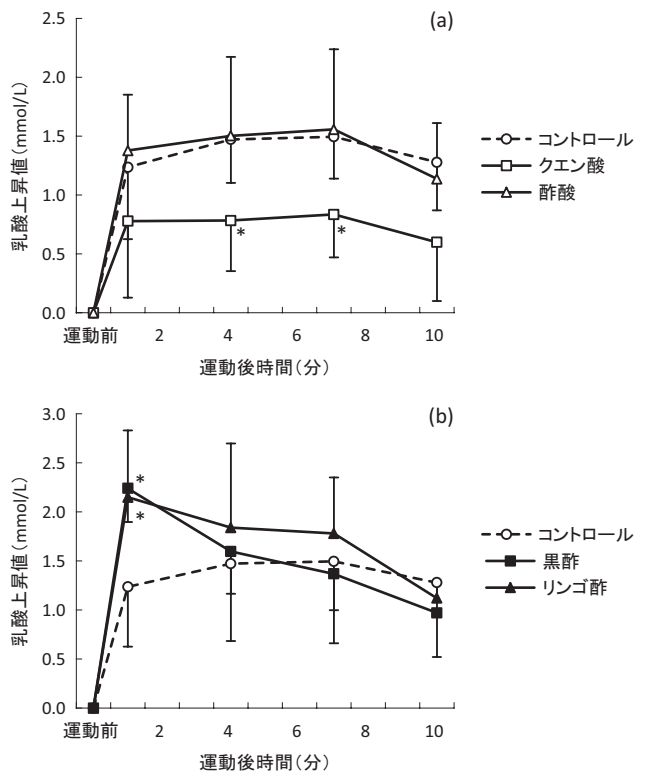 (a)
2.5
2.0
1.5
1.0
0.5
0.0
乳酸上昇値(mmol/L)
コントロール
クエン酸
酢酸
*
*
運動前 2 4 6 8 10
運動後時間(分)
(b)
3.0
2.5
2.0
1.5
1.0
0.5
0.0
乳酸上昇値(mmol/L)
*
*
コントロール
黒酢
リンゴ酢
運動前 2 4 6 8 10
運動後時間(分)